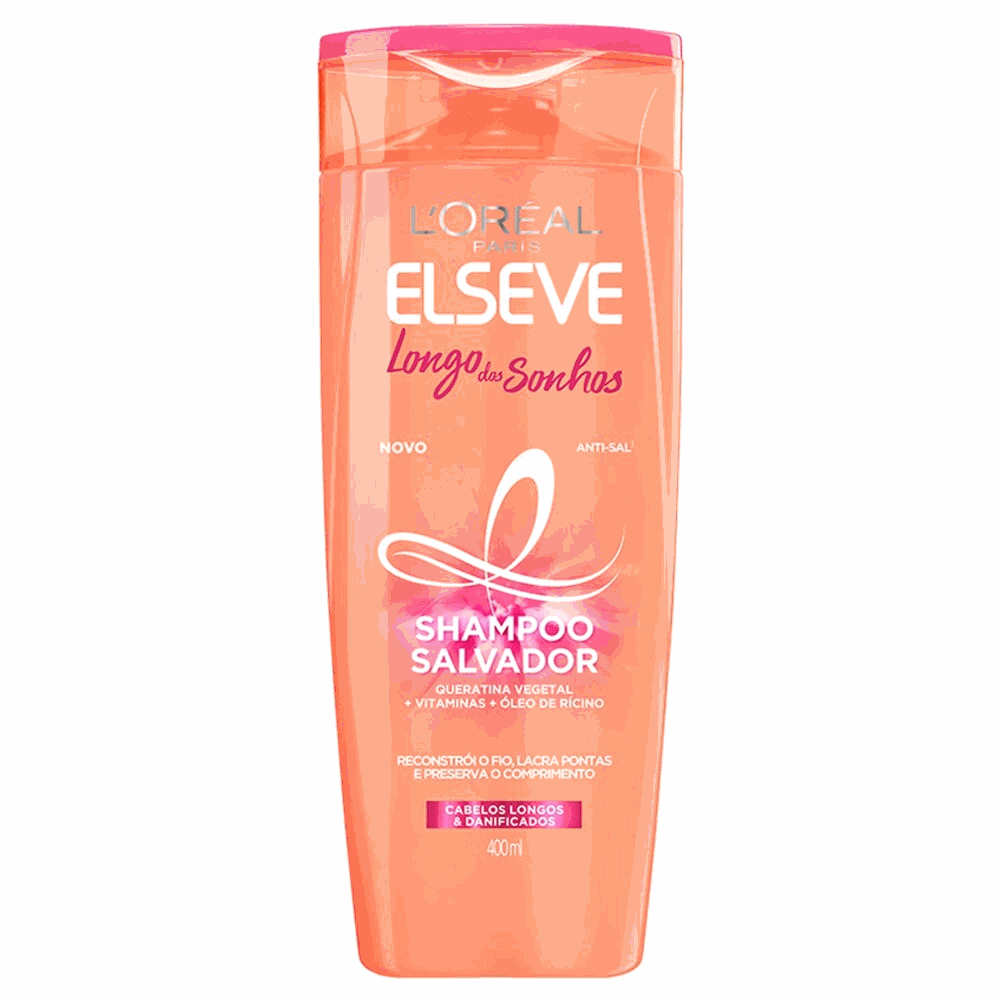 L'ORÉAL
PARIS
ELSEVE
Longo dos Sonhos
NOVO
ANTI-SAL¹
SHAMPOO
SALVADOR
QUERATINA VEGETAL
+ VITAMINAS + ÓLEO DE RÍCINO
RECONSTRÓI O FIO, LACRA PONTAS
E PRESERVA O COMPRIMENTO
CABELOS LONGOS
& DANIFICADOS
400ml